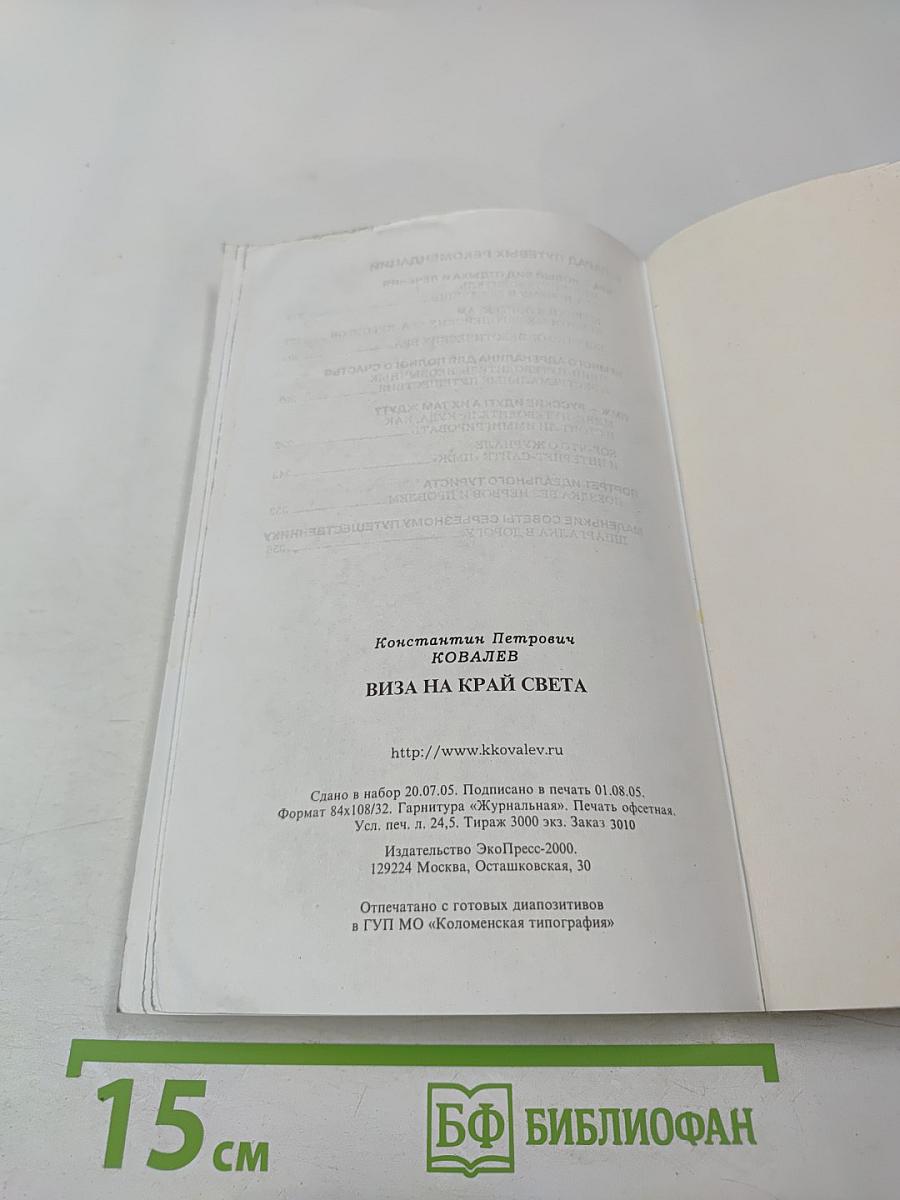 Константин Петрович
КОВАЛЕВ
ВИЗА НА КРАЙ СВЕТА
http://www.kkovalev.ru
Сдано в набор 20.07.05. Подписано в печать 01.08.05.
Формат 84х108/32. Гарнитура «Журнальная». Печать офсетная.
Усл. печ. л. 24,5. Тираж 3000 экз. Заказ 3010
Издательство ЭкоПресс-2000.
129224 Москва, Осташковская, 30
Отпечатано с готовых диапозитивов
в ГУП МО «Коломенская типография»
15 см
БФ БИБЛИОФАН